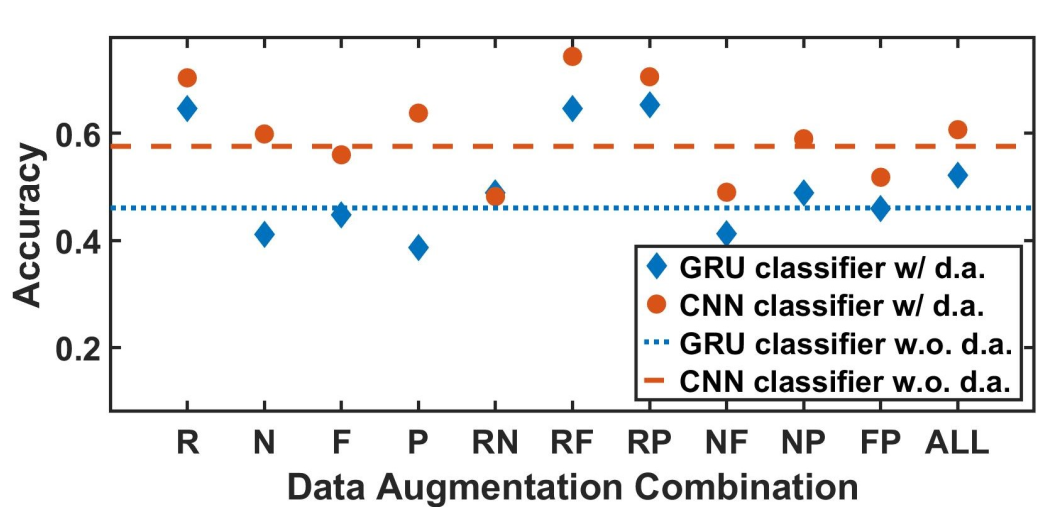 Accuracy
0.6
0.4
0.2
GRU classifier w/ d.a.
CNN classifier w/ d.a.
GRU classifier w.o. d.a.
CNN classifier w.o. d.a.
R N F P RN RF RP NF NP FP ALL
Data Augmentation Combination